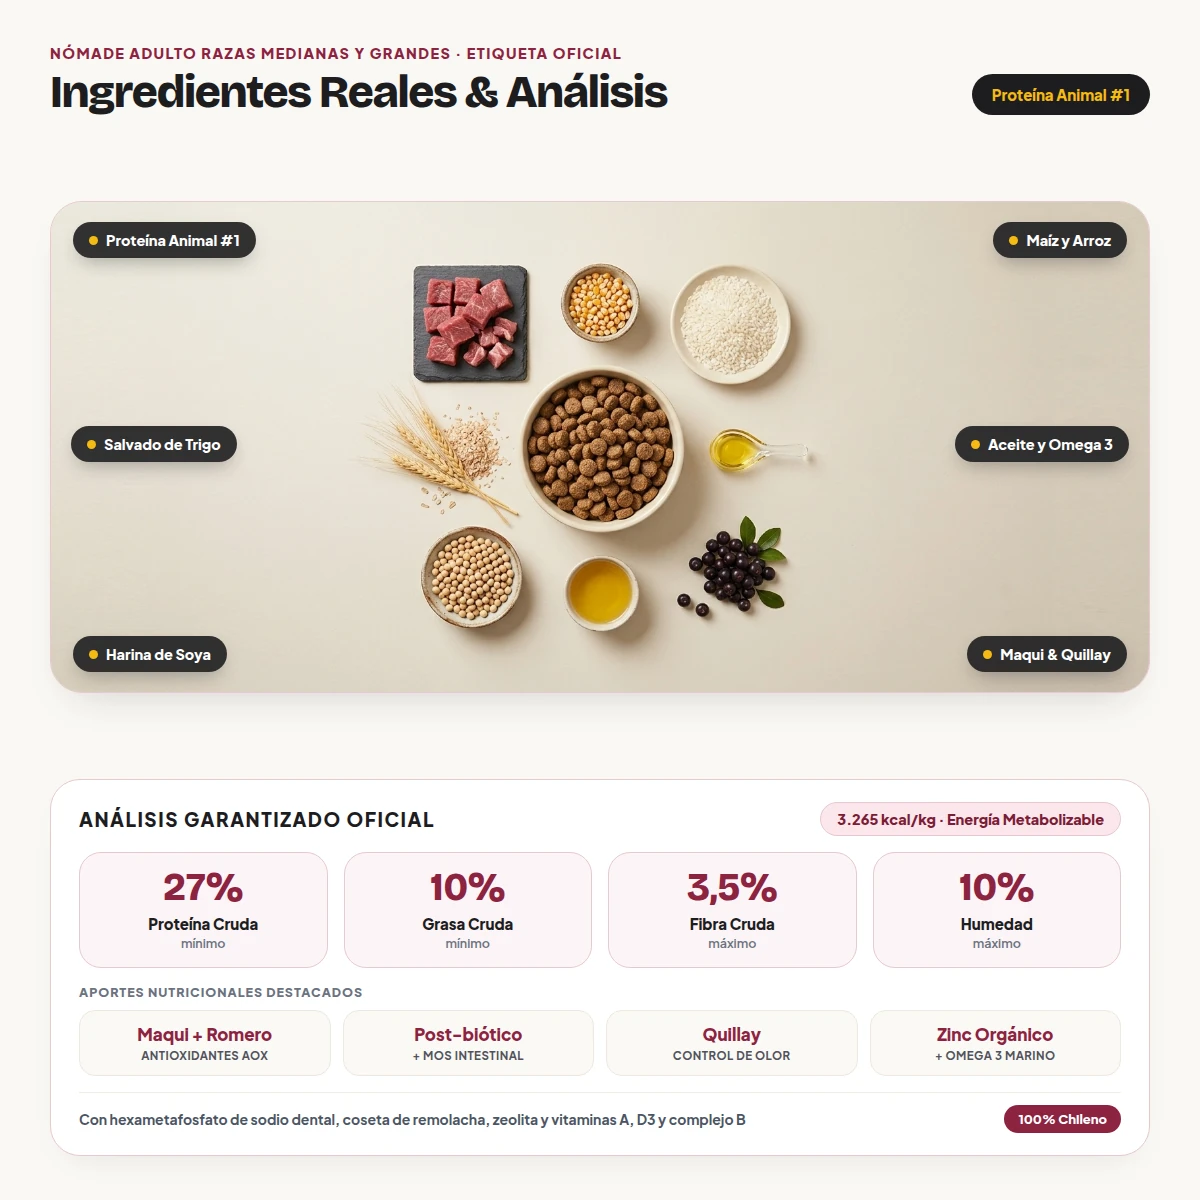 NÓMADE ADULTO RAZAS MEDIANAS Y GRANDES · ETIQUETA OFICIAL
Ingredientes Reales & Análisis
Proteína Animal #1
Proteína Animal #1
Maíz y Arroz
Salvado de Trigo
Aceite y Omega 3
Harina de Soya
Maqui & Quillay
ANÁLISIS GARANTIZADO OFICIAL
3.265 kcal/kg · Energía Metabolizable
27%
Proteína Cruda
mínimo
10%
Grasa Cruda
mínimo
3,5%
Fibra Cruda
máximo
10%
Humedad
máximo
APORTES NUTRICIONALES DESTACADOS
Maqui + Romero
ANTIOXIDANTES AOX
Post-biótico
+ MOS INTESTINAL
Quillay
CONTROL DE OLOR
Zinc Orgánico
+ OMEGA 3 MARINO
Con hexametafosfato de sodio dental, coseta de remolacha, zeolita y vitaminas A, D3 y complejo B
100% Chileno